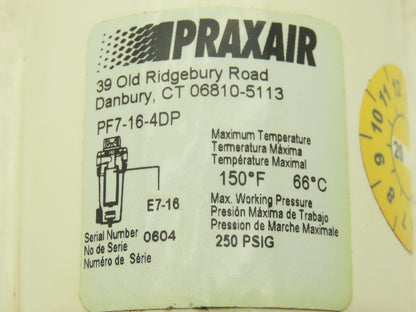 PRAXAIR
39 Old Ridgebury Road
Danbury, CT 06810-5113
PF7-16-4DP
Maximum Temperature
Termeratura Máxima
Température Maximal
150°F 66°C
E7-16
Max. Working Pressure
Presión Máxima de Trabajo
Pression de Marche Maximale
250 PSIG
Serial Number
No de Serie 0604
Numéro de Série
12
11
10
9
8
7
20